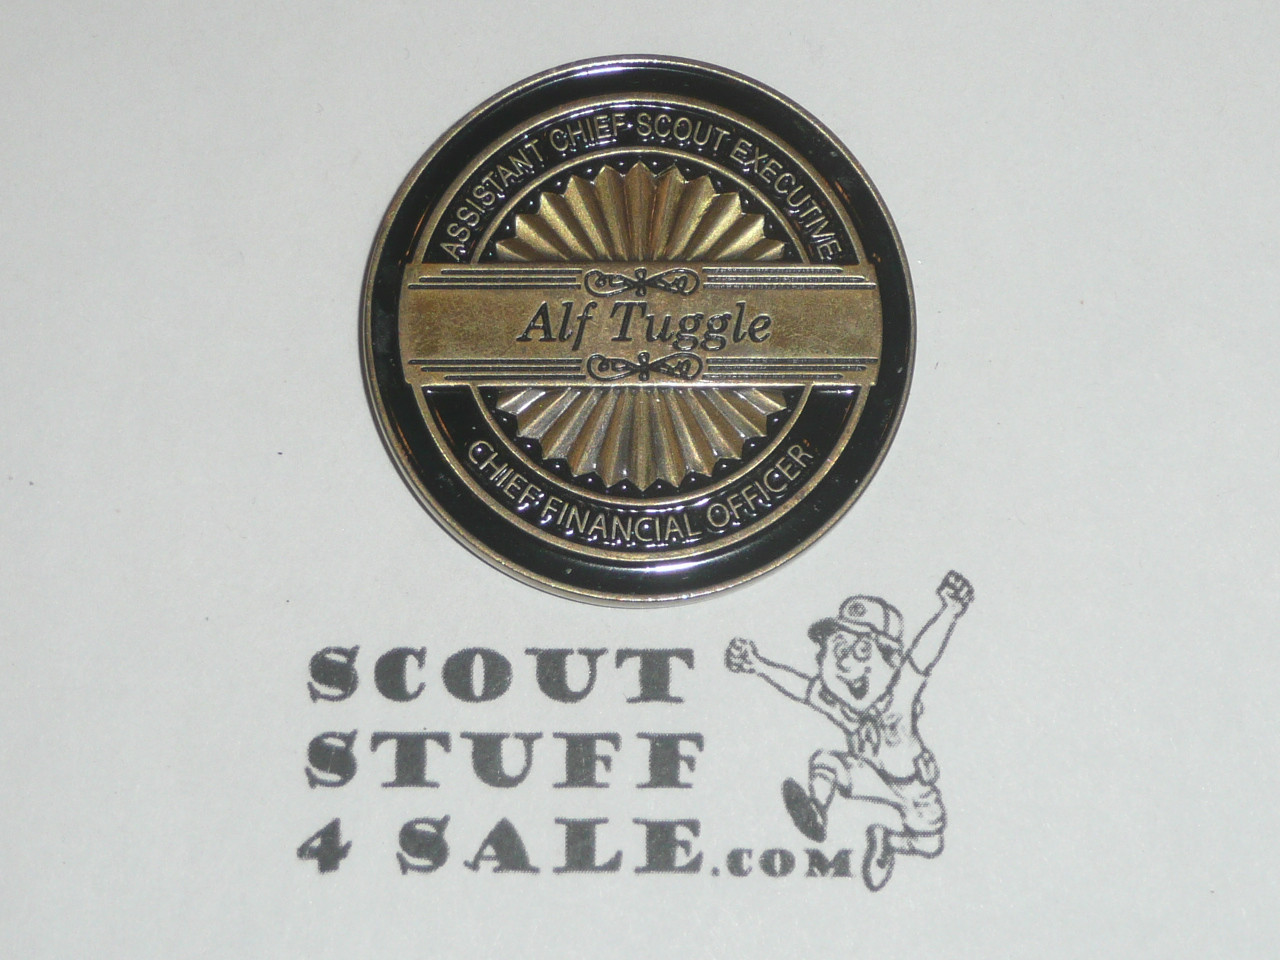 ASSISTANT CHIEF SCOUT EXECUTIVE
Alf Tuggle
CHIEF FINANCIAL OFFICER
SCOUT
STUFF
4 SALE.COM